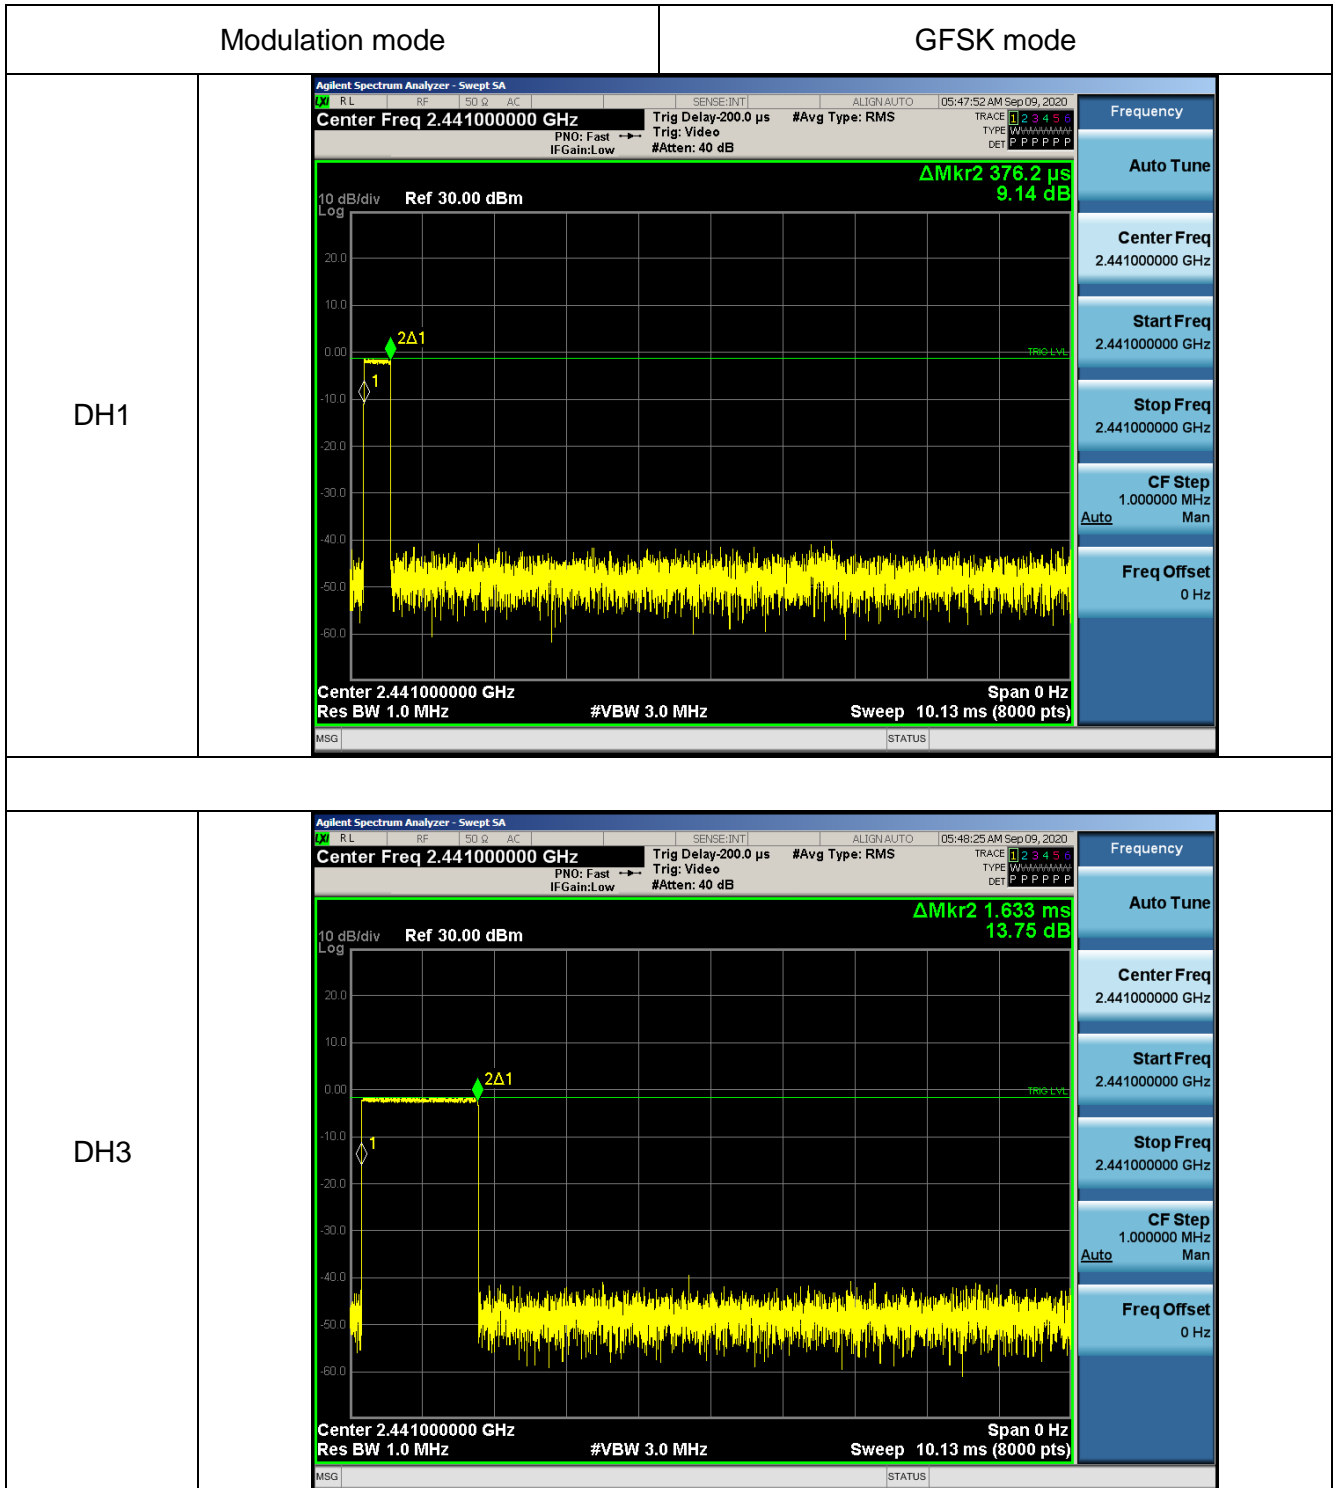 Modulation mode GFSK mode
DH1
Agilent Spectrum Analyzer - Swept SA
LXI RL RF 50 Ω AC SENSE:INT ALIGN AUTO 05:47:52 AM Sep 09, 2020
Center Freq 2.441000000 GHz Trig Delay-200.0 µs #Avg Type: RMS TRACE 1 2 3 4 5 6
PNO: Fast Trig: Video TYPE WWWWWW
IFGain:Low #Atten: 40 dB DET P P P P P P
ΔMkr2 376.2 µs
9.14 dB
10 dB/div Ref 30.00 dBm
Log
20.0
10.0
0.00
-10.0
-20.0
-30.0
-40.0
-50.0
-60.0
2Δ1
1
TRIG LVL
Center 2.441000000 GHz Span 0 Hz
Res BW 1.0 MHz #VBW 3.0 MHz Sweep 10.13 ms (8000 pts)
MSG STATUS
Frequency
Auto Tune
Center Freq
2.441000000 GHz
Start Freq
2.441000000 GHz
Stop Freq
2.441000000 GHz
CF Step
1.000000 MHz
Auto Man
Freq Offset
0 Hz
DH3
Agilent Spectrum Analyzer - Swept SA
LXI RL RF 50 Ω AC SENSE:INT ALIGN AUTO 05:48:25 AM Sep 09, 2020
Center Freq 2.441000000 GHz Trig Delay-200.0 µs #Avg Type: RMS TRACE 1 2 3 4 5 6
PNO: Fast Trig: Video TYPE WWWWWW
IFGain:Low #Atten: 40 dB DET P P P P P P
ΔMkr2 1.633 ms
13.75 dB
10 dB/div Ref 30.00 dBm
Log
20.0
10.0
0.00
-10.0
-20.0
-30.0
-40.0
-50.0
-60.0
2Δ1
1
TRIG LVL
Center 2.441000000 GHz Span 0 Hz
Res BW 1.0 MHz #VBW 3.0 MHz Sweep 10.13 ms (8000 pts)
MSG STATUS
Frequency
Auto Tune
Center Freq
2.441000000 GHz
Start Freq
2.441000000 GHz
Stop Freq
2.441000000 GHz
CF Step
1.000000 MHz
Auto Man
Freq Offset
0 Hz